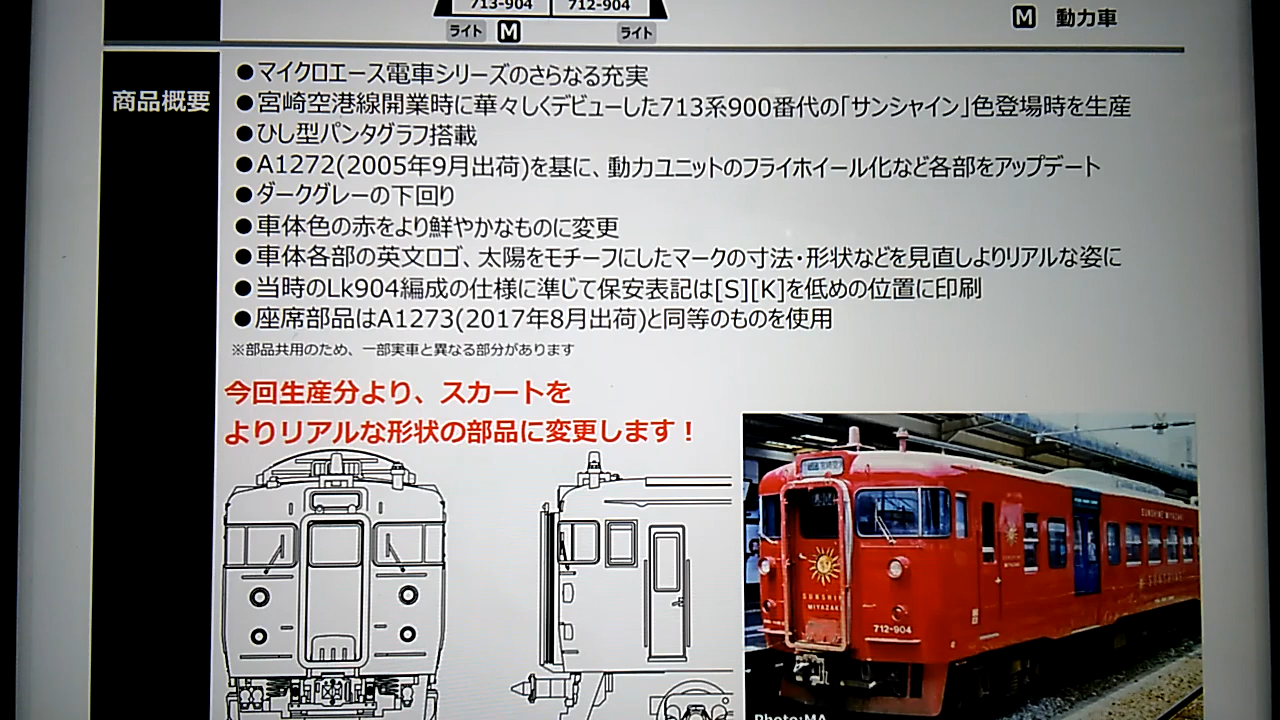 713-904 712-904
ライト M ライト
M 動力車
商品概要
●マイクロエース電車シリーズのさらなる充実
●宮崎空港線開業時に華々しくデビューした713系900番代の「サンシャイン」色登場時を生産
●ひし型パンタグラフ搭載
●A1272(2005年9月出荷)を基に、動力ユニットのフライホイール化など各部をアップデート
●ダークグレーの下回り
●車体色の赤をより鮮やかなものに変更
●車体各部の英文ロゴ、太陽をモチーフにしたマークの寸法・形状などを見直しよりリアルな姿に
●当時のLk904編成の仕様に準じて保安表記は[S][K]を低めの位置に印刷
●座席部品はA1273(2017年8月出荷)と同等のものを使用
※部品共用のため、一部実車と異なる部分があります
今回生産分より、スカートを
よりリアルな形状の部品に変更します！
SUNSHINE MIYAZAKI
SUNSHINE
SUNSHIN
MIYAZAKI
712-904
Photo:MA